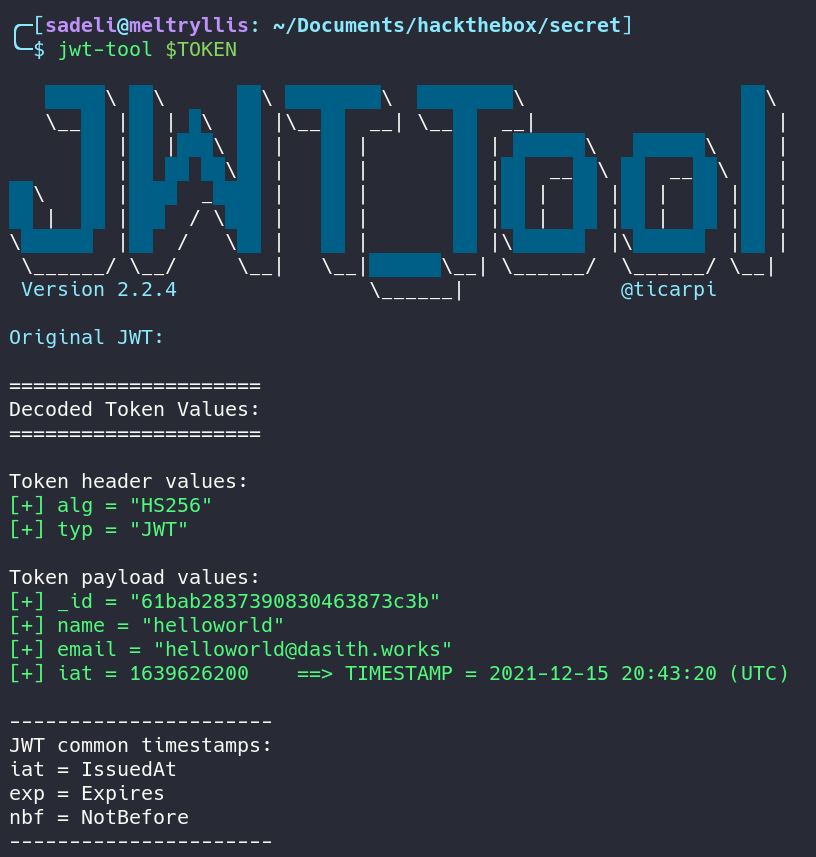 [sadeli@meltryllis: ~/Documents/hackthebox/secret]
$ jwt-tool $TOKEN
JWT Tool
Version 2.2.4 @ticarpi
Original JWT:
=====================
Decoded Token Values:
=====================
Token header values:
[+] alg = "HS256"
[+] typ = "JWT"
Token payload values:
[+] _id = "61bab2837390830463873c3b"
[+] name = "helloworld"
[+] email = "helloworld@dasith.works"
[+] iat = 1639626200    ==> TIMESTAMP = 2021-12-15 20:43:20 (UTC)
----------------------
JWT common timestamps:
iat = IssuedAt
exp = Expires
nbf = NotBefore
----------------------